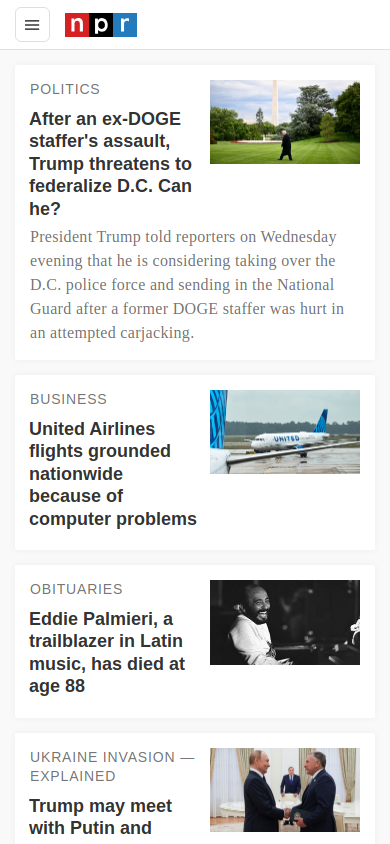 npr
POLITICS
After an ex-DOGE
staffer's assault,
Trump threatens to
federalize D.C. Can
he?
President Trump told reporters on Wednesday
evening that he is considering taking over the
D.C. police force and sending in the National
Guard after a former DOGE staffer was hurt in
an attempted carjacking.
BUSINESS
United Airlines
flights grounded
nationwide
because of
computer problems
UNITED
OBITUARIES
Eddie Palmieri, a
trailblazer in Latin
music, has died at
age 88
UKRAINE INVASION —
EXPLAINED
Trump may meet
with Putin and